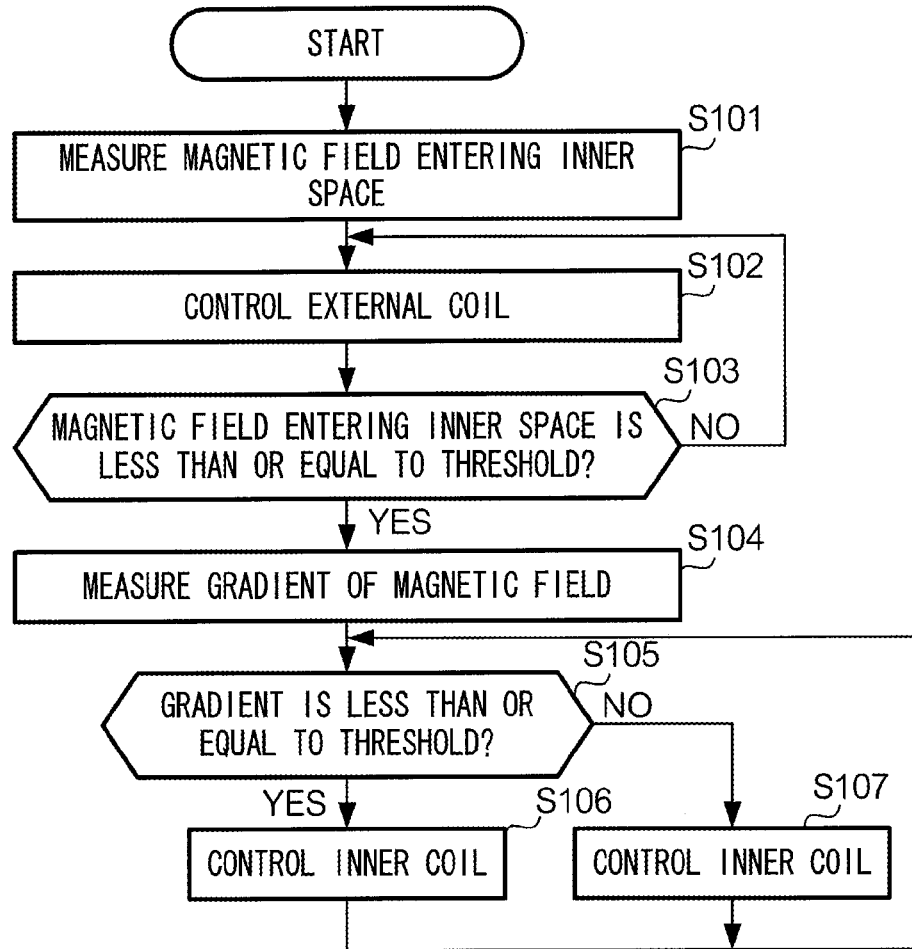 START
S101
MEASURE MAGNETIC FIELD ENTERING INNER
SPACE
S102
CONTROL EXTERNAL COIL
S103
MAGNETIC FIELD ENTERING INNER SPACE IS
LESS THAN OR EQUAL TO THRESHOLD?
NO
YES
S104
MEASURE GRADIENT OF MAGNETIC FIELD
S105
GRADIENT IS LESS THAN OR
EQUAL TO THRESHOLD?
NO
YES
S106
CONTROL INNER COIL
S107
CONTROL INNER COIL